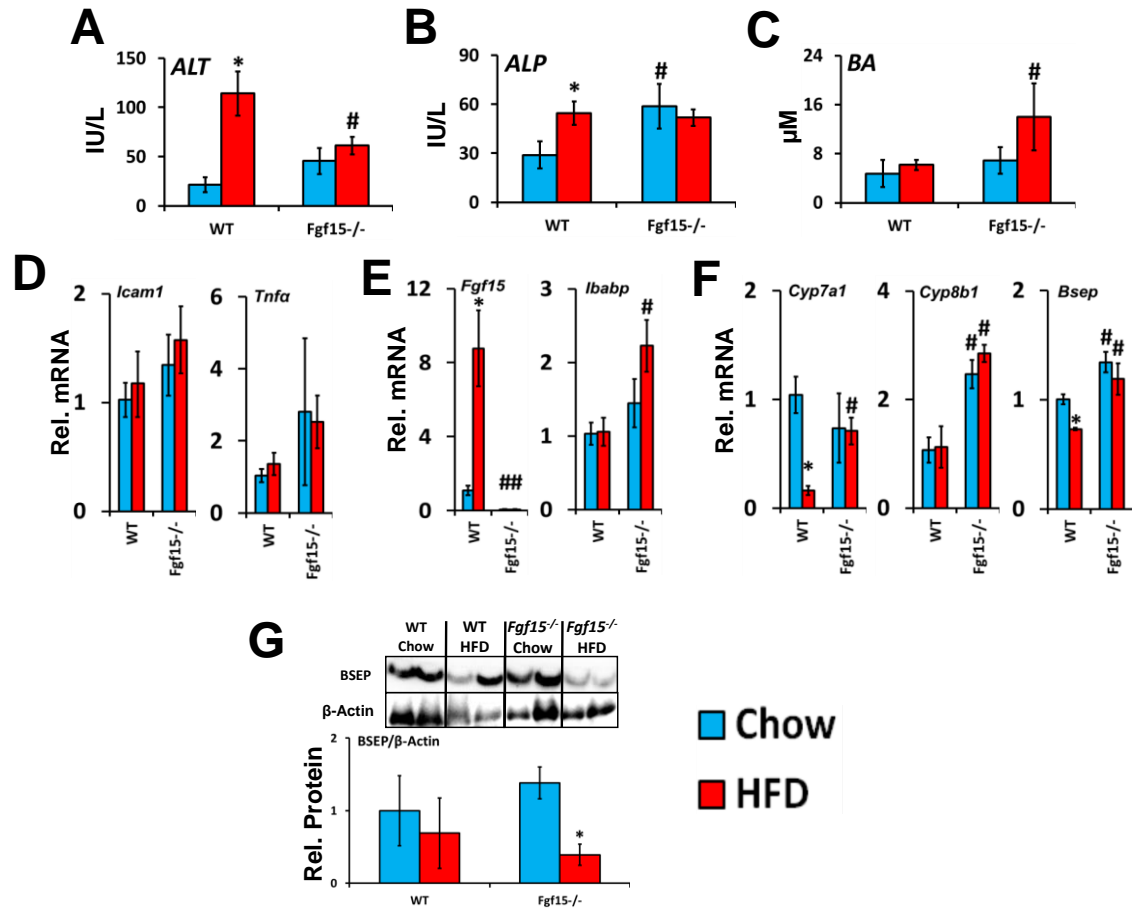 A
ALT
IU/L
150
100
50
0
*
#
WT
Fgf15-/-
B
ALP
IU/L
90
60
30
0
*
#
WT
Fgf15-/-
C
BA
µM
24
18
12
6
0
#
WT
Fgf15-/-
D
Rel. mRNA
Icam1
2
1
0
WT
Fgf15-/-
Tnfα
6
4
2
0
WT
Fgf15-/-
E
Rel. mRNA
Fgf15
12
8
4
0
*
##
WT
Fgf15-/-
Ibabp
3
2
1
0
#
WT
Fgf15-/-
F
Rel. mRNA
Cyp7a1
2
1
0
*
#
WT
Fgf15-/-
Cyp8b1
4
2
0
# #
WT
Fgf15-/-
Bsep
2
1
0
*
# #
WT
Fgf15-/-
G
WT WT Fgf15-/- Fgf15-/-
Chow HFD Chow HFD
BSEP
β-Actin
BSEP/β-Actin
Rel. Protein
2
1
0
*
WT
Fgf15-/-
Chow
HFD